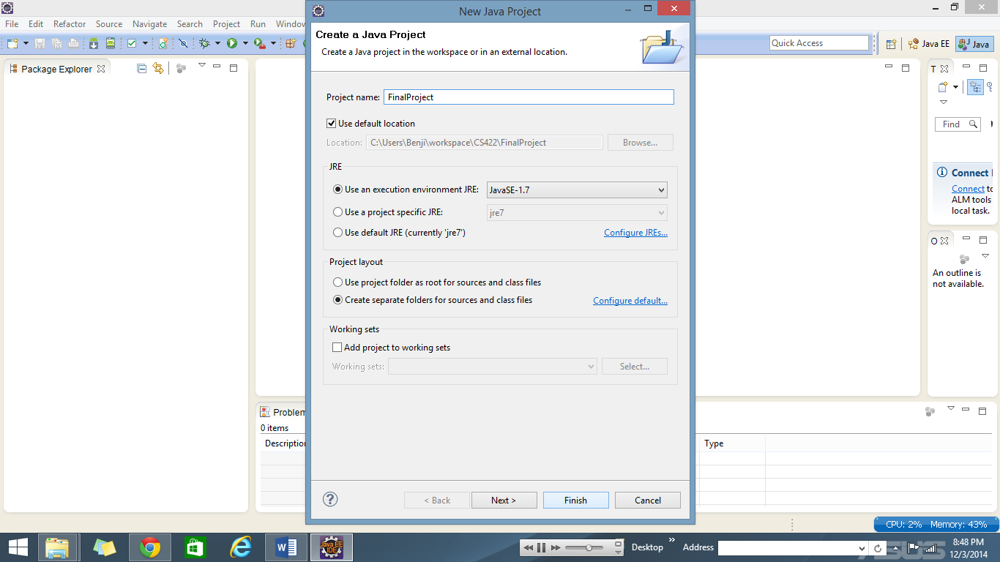 New Java Project
File Edit Refactor Source Navigate Search Project Run Window
Create a Java Project
Create a Java project in the workspace or in an external location.
Quick Access
Java EE
Java
Package Explorer
T
Project name: FinalProject
Use default location
Location: C:\Users\Benji\workspace\CS422\FinalProject Browse...
Find
JRE
Use an execution environment JRE: JavaSE-1.7
Use a project specific JRE: jre7
Use default JRE (currently 'jre7') Configure JREs...
Connect
Connect to
ALM tools
local task.
Project layout
Use project folder as root for sources and class files
Create separate folders for sources and class files Configure default...
O
An outline is
not available.
Working sets
Add project to working sets
Working sets: Select...
Problem
0 items
Description Type
< Back Next > Finish Cancel
CPU: 2% Memory: 43%
Java EE
IDE
Desktop » Address
8:48 PM
12/3/2014
ASUS